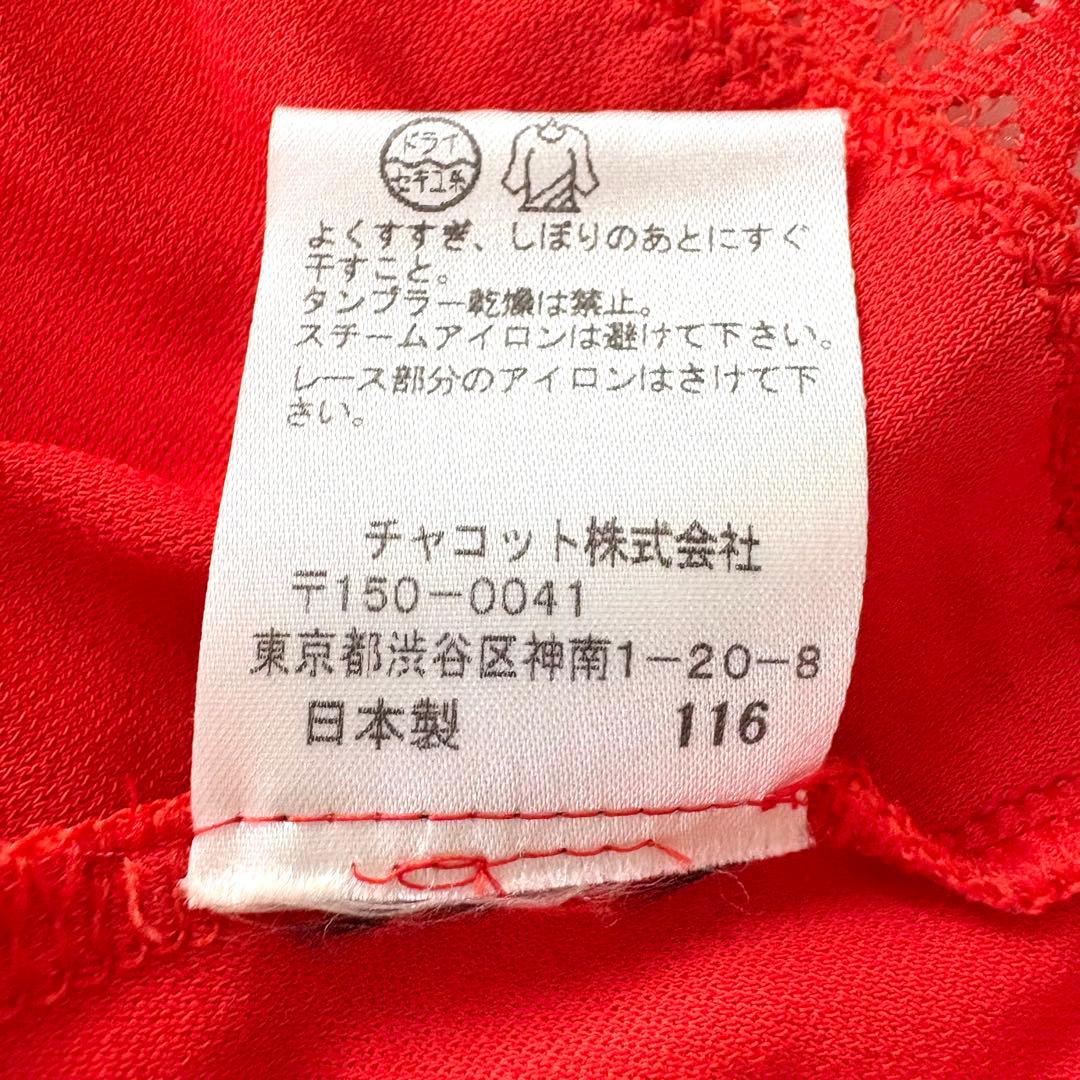 ドライ
セキユ系
よくすすぎ、しぼりのあとにすぐ
干すこと。
タンブラー乾燥は禁止。
スチームアイロンは避けて下さい。
レース部分のアイロンはさけて下
さい。
チャコット株式会社
〒150-0041
東京都渋谷区神南1-20-8
日本製 116